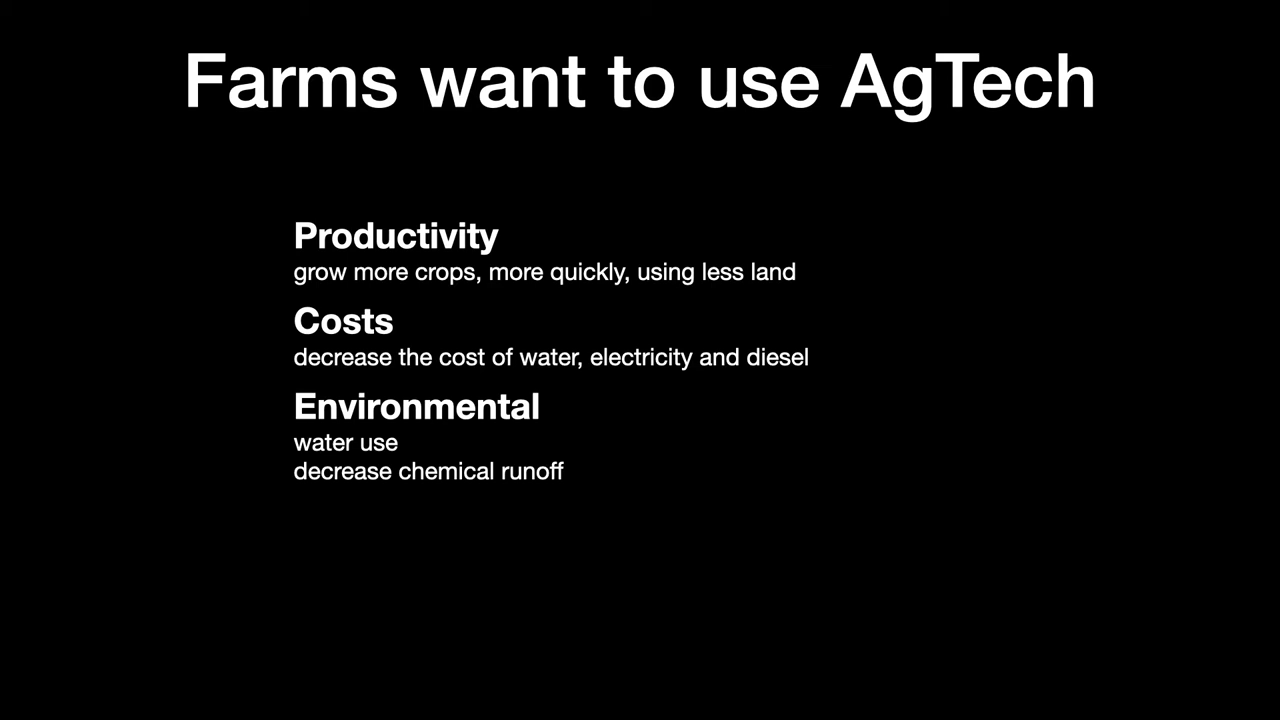 Farms want to use AgTech
Productivity
grow more crops, more quickly, using less land
Costs
decrease the cost of water, electricity and diesel
Environmental
water use
decrease chemical runoff